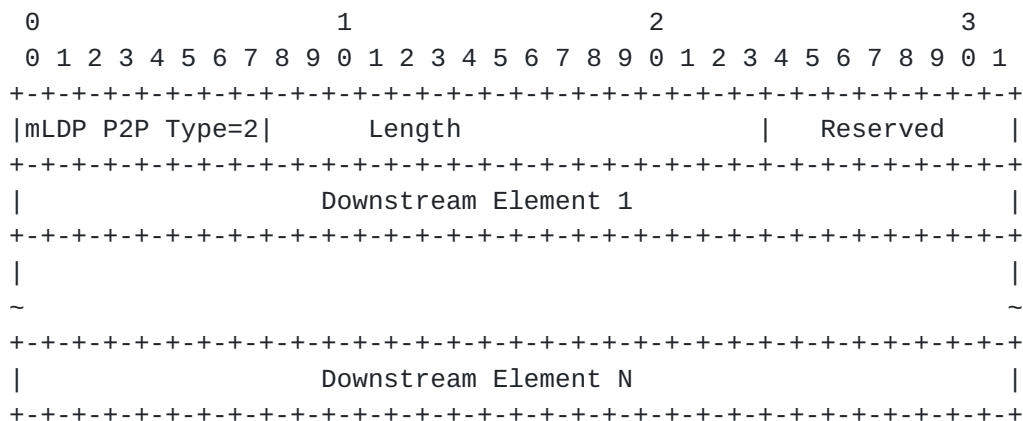 0                   1                   2                   3
 0 1 2 3 4 5 6 7 8 9 0 1 2 3 4 5 6 7 8 9 0 1 2 3 4 5 6 7 8 9 0 1
+-+-+-+-+-+-+-+-+-+-+-+-+-+-+-+-+-+-+-+-+-+-+-+-+-+-+-+-+-+-+-+-+
|mLDP P2P Type=2|      Length                   |   Reserved    |
+-+-+-+-+-+-+-+-+-+-+-+-+-+-+-+-+-+-+-+-+-+-+-+-+-+-+-+-+-+-+-+-+
|                   Downstream Element 1                        |
+-+-+-+-+-+-+-+-+-+-+-+-+-+-+-+-+-+-+-+-+-+-+-+-+-+-+-+-+-+-+-+-+
|                                                               |
~                                                               ~
+-+-+-+-+-+-+-+-+-+-+-+-+-+-+-+-+-+-+-+-+-+-+-+-+-+-+-+-+-+-+-+-+
|                   Downstream Element N                        |
+-+-+-+-+-+-+-+-+-+-+-+-+-+-+-+-+-+-+-+-+-+-+-+-+-+-+-+-+-+-+-+-+